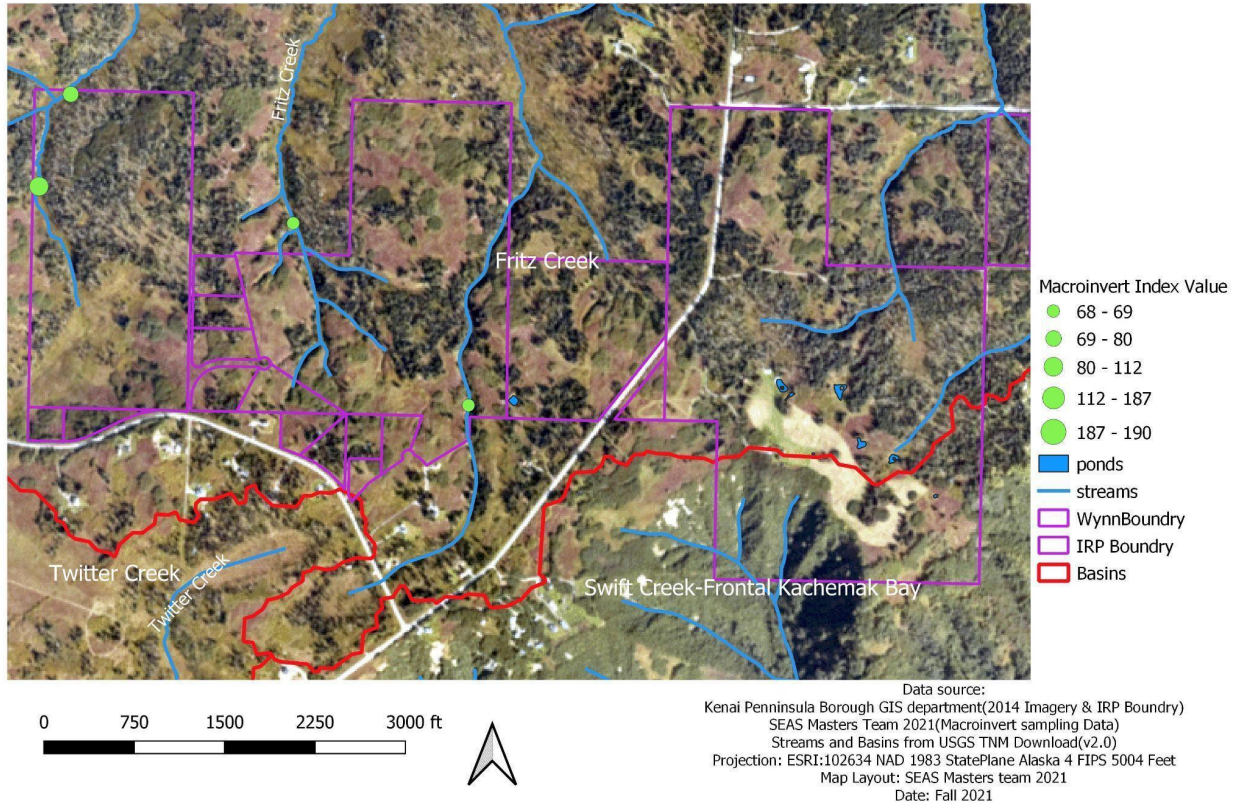 Fritz Creek
Fritz Creek
Twitter Creek
Twitter Creek
Swift Creek-Frontal Kachemak Bay
Macroinvert Index Value
68 - 69
69 - 80
80 - 112
112 - 187
187 - 190
ponds
streams
WynnBoundry
IRP Boundry
Basins
0 750 1500 2250 3000 ft
Data source:
Kenai Penninsula Borough GIS department(2014 Imagery & IRP Boundry)
SEAS Masters Team 2021(Macroinvert sampling Data)
Streams and Basins from USGS TNM Download(v2.0)
Projection: ESRI:102634 NAD 1983 StatePlane Alaska 4 FIPS 5004 Feet
Map Layout: SEAS Masters team 2021
Date: Fall 2021